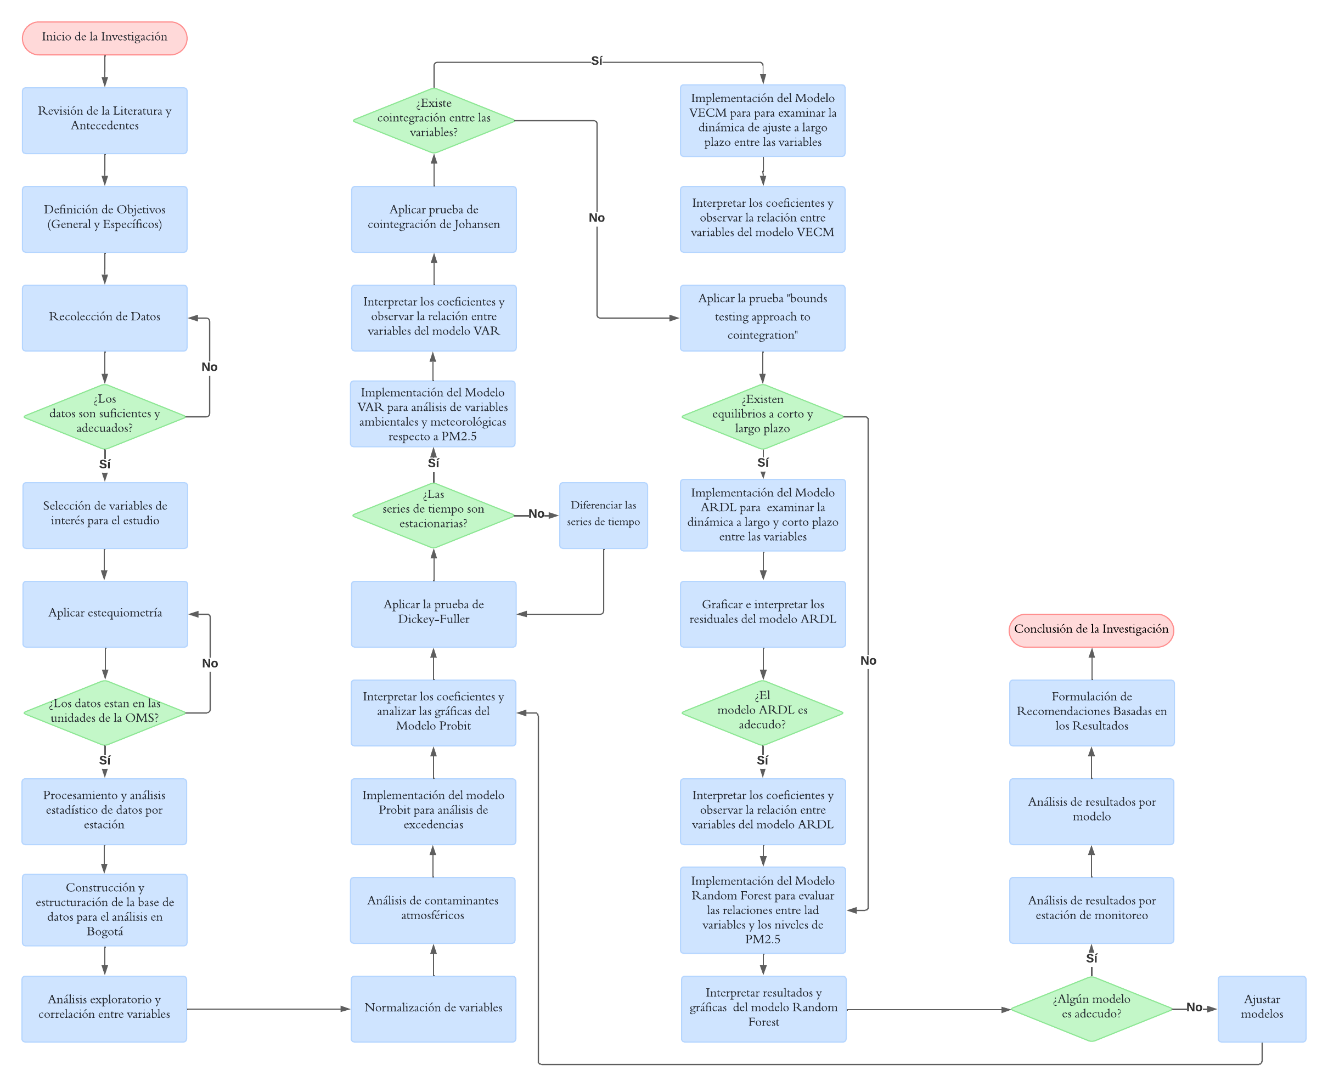 Inicio de la Investigación
Revisión de la Literatura y
Antecedentes
Definición de Objetivos
(General y Específicos)
Recolección de Datos
No
¿Los
datos son suficientes y
adecuados?
Sí
Selección de variables de
interés para el estudio
Aplicar estequiometría
No
¿Los datos estan en las
unidades de la OMS?
Sí
Procesamiento y análisis
estadístico de datos por
estación
Construcción y
estructuración de la base de
datos para el análisis en
Bogotá
Análisis exploratorio y
correlación entre variables
Normalización de variables
Análisis de contaminantes
atmosféricos
Implementación del modelo
Probit para análisis de
excedencias
Interpretar los coeficientes y
analizar las gráficas del
Modelo Probit
Aplicar la prueba de
Dickey-Fuller
¿Las
series de tiempo son
estacionarias?
No
Diferenciar las
series de tiempo
Sí
Implementación del Modelo
VAR para análisis de variables
ambientales y meteorológicas
respecto a PM2.5
Interpretar los coeficientes y
observar la relación entre
variables del modelo VAR
Aplicar prueba de
cointegración de Johansen
¿Existe
cointegración entre las
variables?
Sí
Implementación del Modelo
VECM para para examinar la
dinámica de ajuste a largo
plazo entre las variables
Interpretar los coeficientes y
observar la relación entre
variables del modelo VECM
No
Aplicar la prueba "bounds
testing approach to
cointegration"
¿Existen
equilibrios a corto y
largo plazo
Sí
Implementación del Modelo
ARDL para  examinar la
dinámica a largo y corto plazo
entre las variables
Graficar e interpretar los
residuales del modelo ARDL
No
¿El
modelo ARDL es
adecudo?
Sí
Interpretar los coeficientes y
observar la relación entre
variables del modelo ARDL
Implementación del Modelo
Random Forest para evaluar
las relaciones entre lad
variables y los niveles de
PM2.5
Interpretar resultados y
gráficas  del modelo Random
Forest
¿Algún modelo
es adecudo?
No
Ajustar
modelos
Sí
Análisis de resultados por
estación de monitoreo
Análisis de resultados por
modelo
Formulación de
Recomendaciones Basadas en
los Resultados
Conclusión de la Investigación